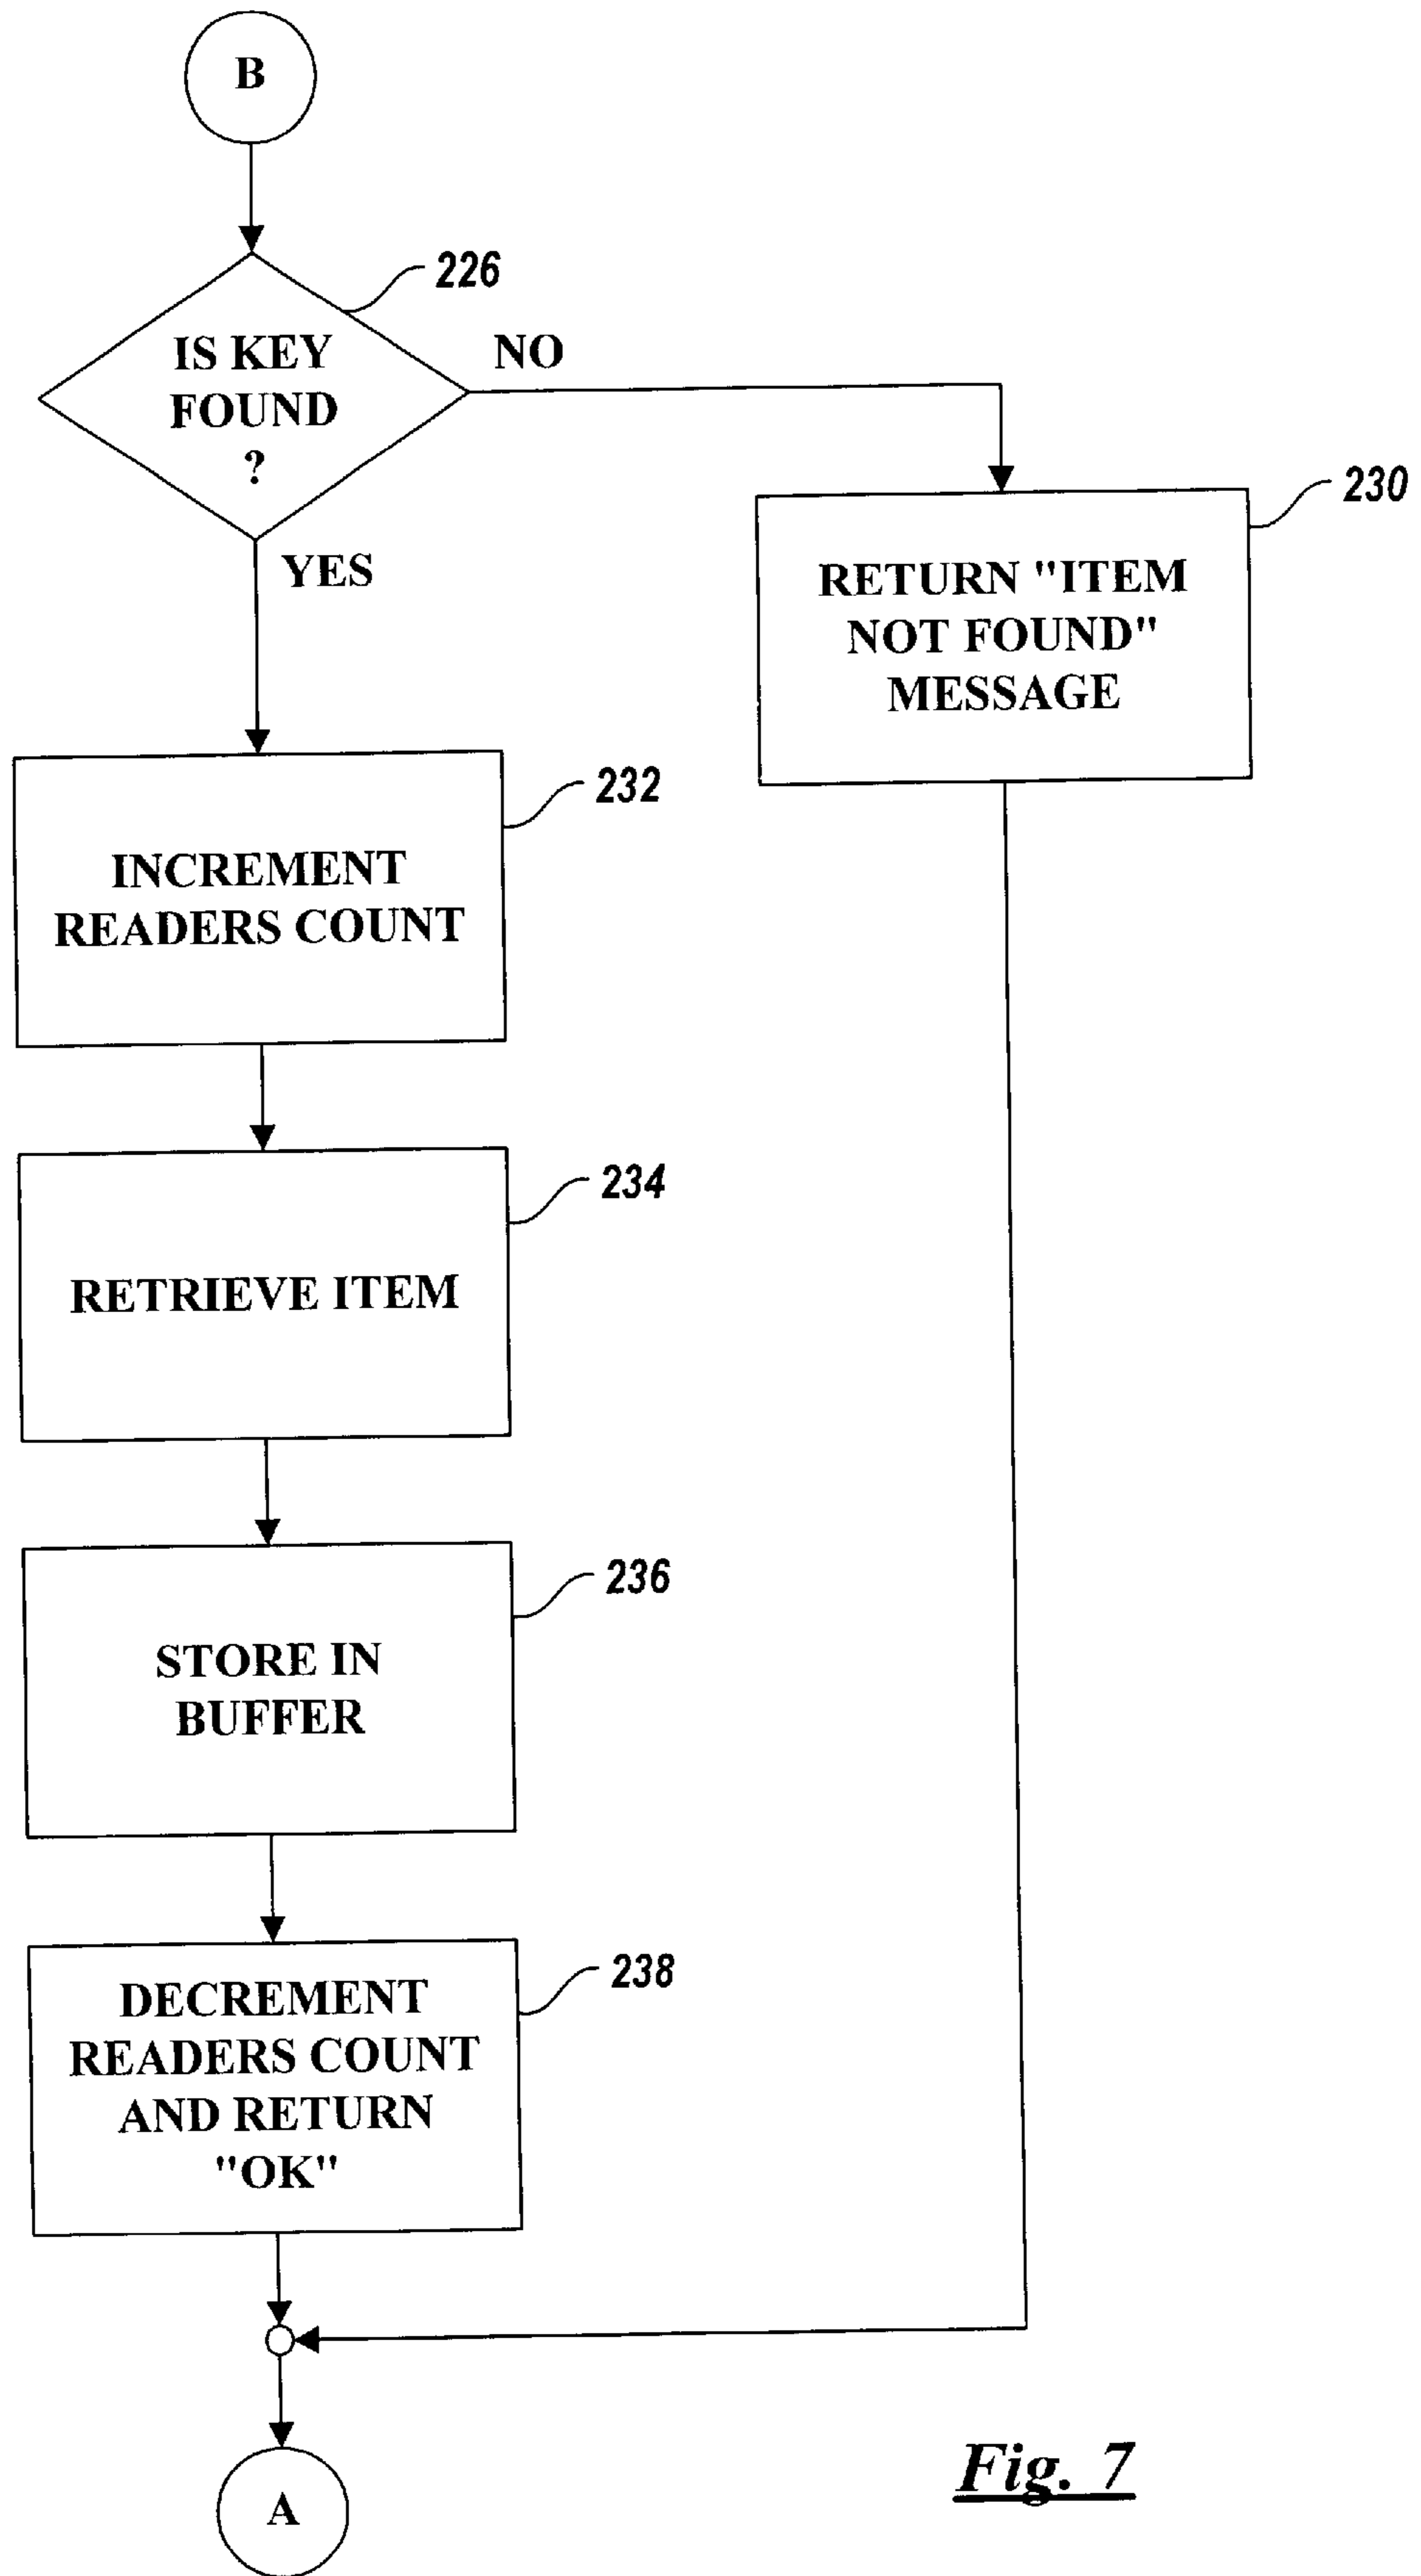 B
226
IS KEY
FOUND
?
NO
YES
230
RETURN "ITEM
NOT FOUND"
MESSAGE
232
INCREMENT
READERS COUNT
234
RETRIEVE ITEM
236
STORE IN
BUFFER
238
DECREMENT
READERS COUNT
AND RETURN
"OK"
A
Fig. 7